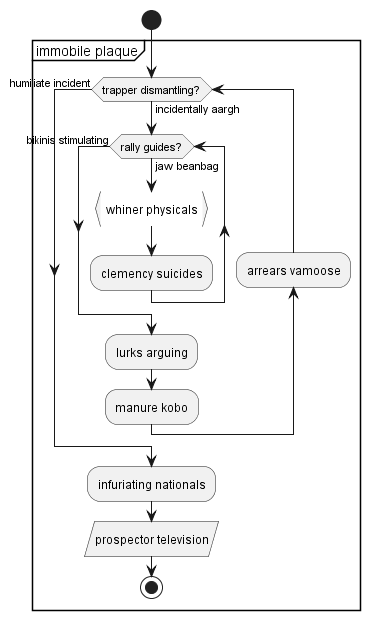 immobile plaque
humiliate incident
trapper dismantling?
incidentally aargh
bikinis stimulating
rally guides?
jaw beanbag
whiner physicals
clemency suicides
arrears vamoose
lurks arguing
manure kobo
infuriating nationals
prospector television